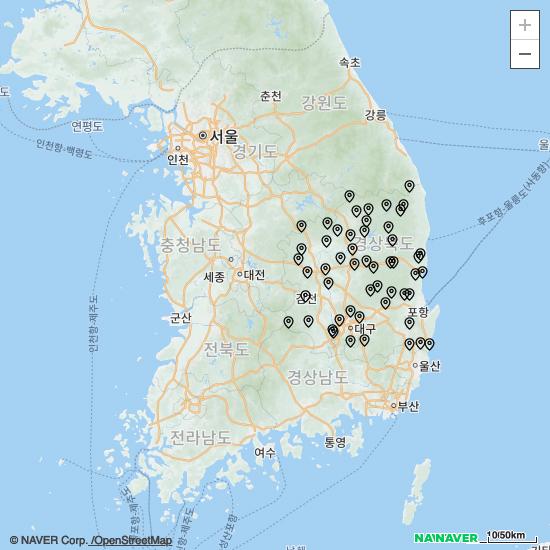 +
−
속초
춘천
강원도
강릉
도
연평도
서울
경기도
인천
인천항-백령도
울
후포항-울릉도(사동항)
경상북도
충청남도
세종
대전
인천항-제주도
김천
포항
군산
대구
전북도
경상남도
울산
부산
전라남도
통영
여수
© NAVER Corp. /OpenStreetMap
NAVER
10/50km